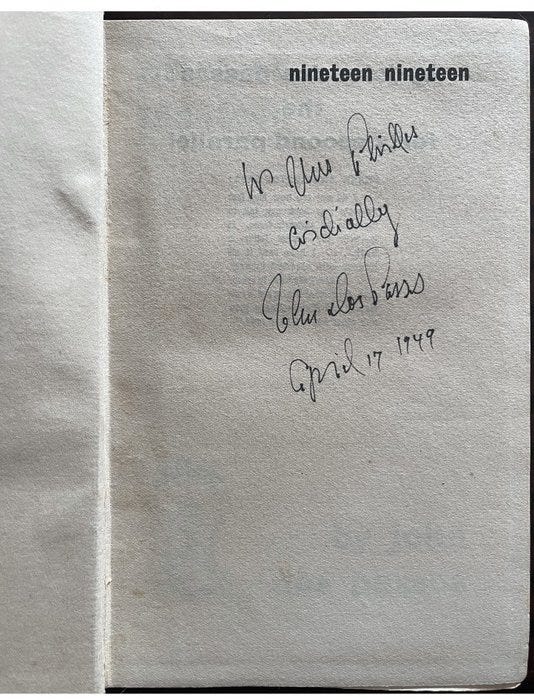 nineteen nineteen
to
cordially
John Dos Passos
April 17 1949